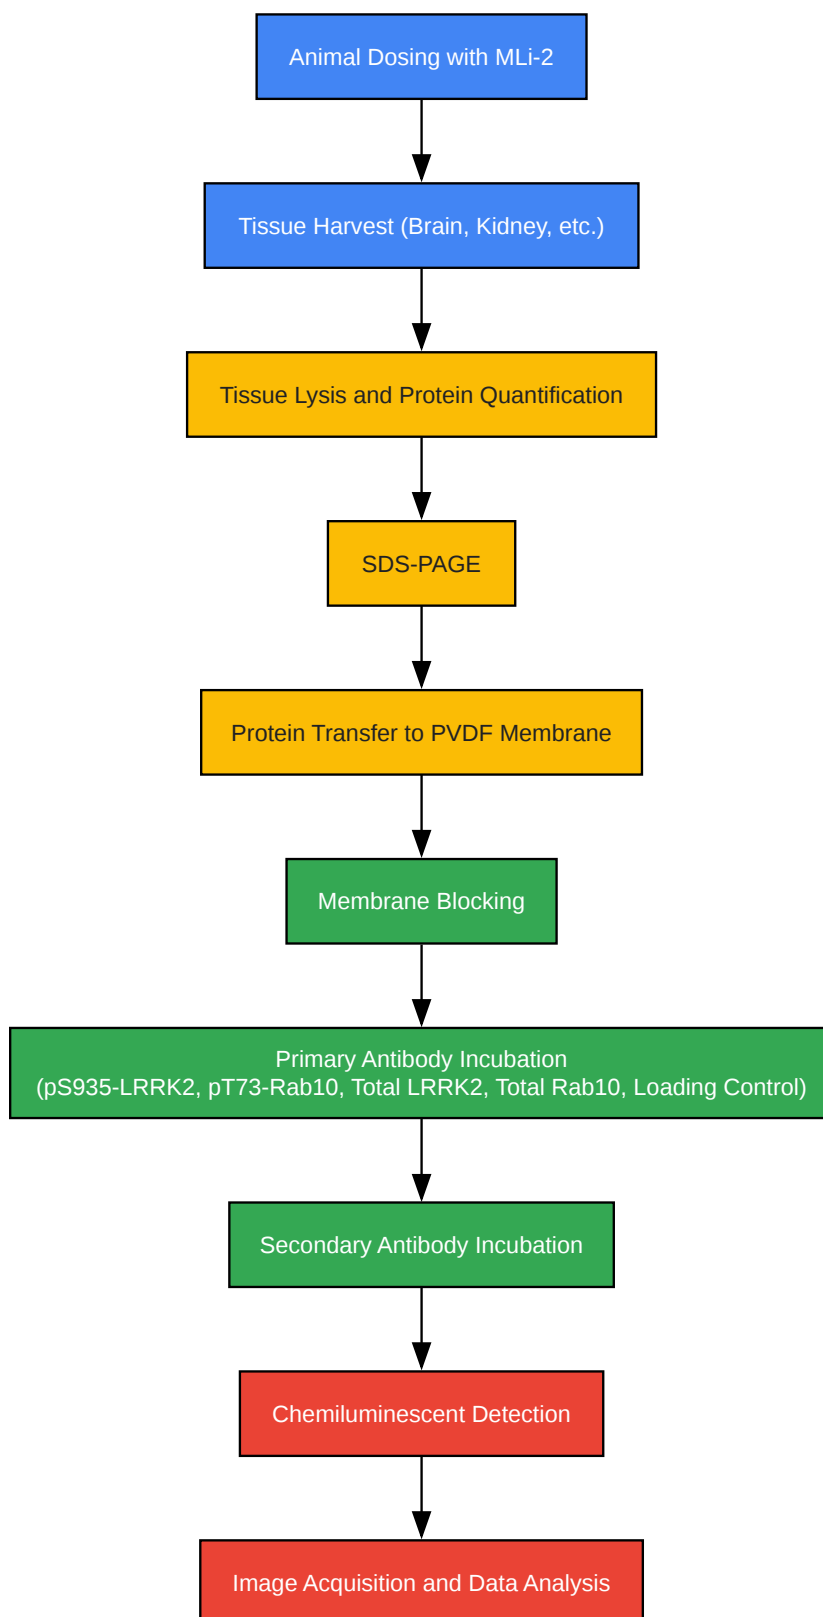 Animal Dosing with MLi-2
Tissue Harvest (Brain, Kidney, etc.)
Tissue Lysis and Protein Quantification
SDS-PAGE
Protein Transfer to PVDF Membrane
Membrane Blocking
Primary Antibody Incubation
(pS935-LRRK2, pT73-Rab10, Total LRRK2, Total Rab10, Loading Control)
Secondary Antibody Incubation
Chemiluminescent Detection
Image Acquisition and Data Analysis